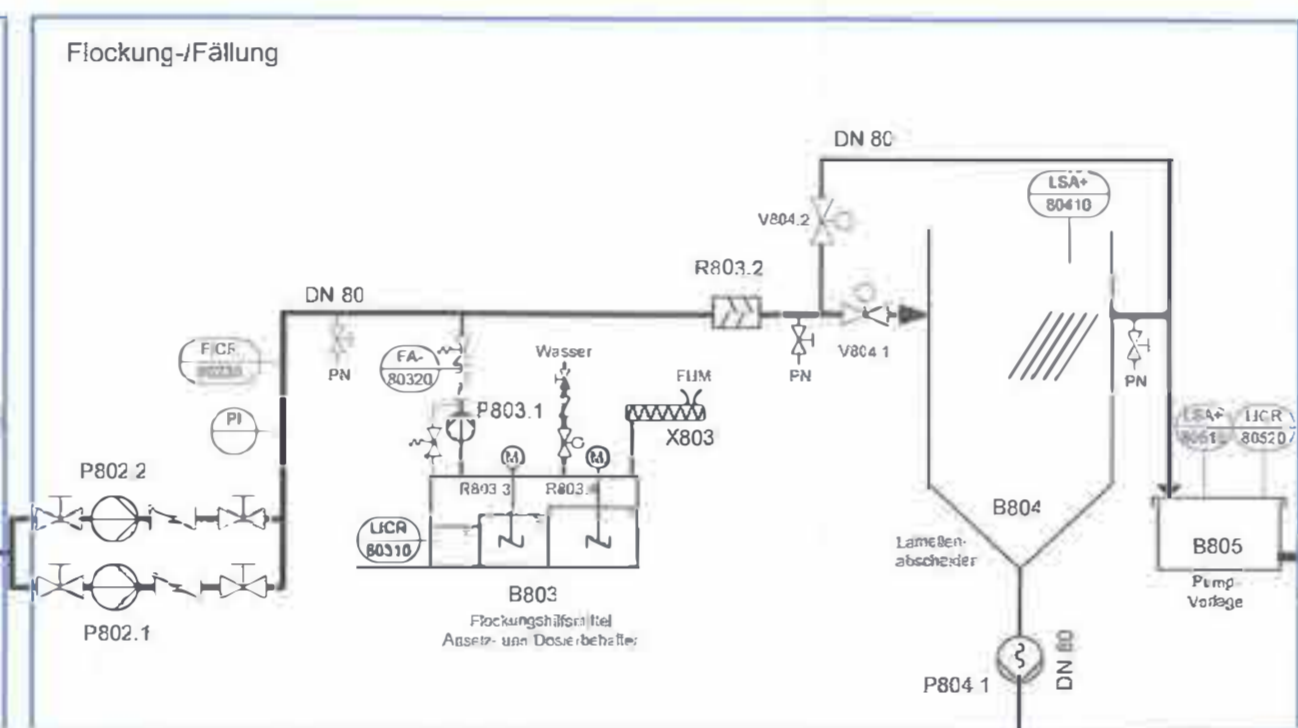 Flockung-/Fällung
DN 80
LSA+
80410
V804.2
R803.2
DN 80
V804.1
PN
PN
FA-
80320
Wasser
FHM
PN
PI
P803.1
X803
P802.2
R803.3
LICR
80310
B804
Lamellen-
abscheider
LSA+
LICR
80520
B805
Pump-
Vorlage
B803
Flockungshilfsmittel
Ansetz- und Dosierbehälter
P802.1
M
M
P804.1
DN 80